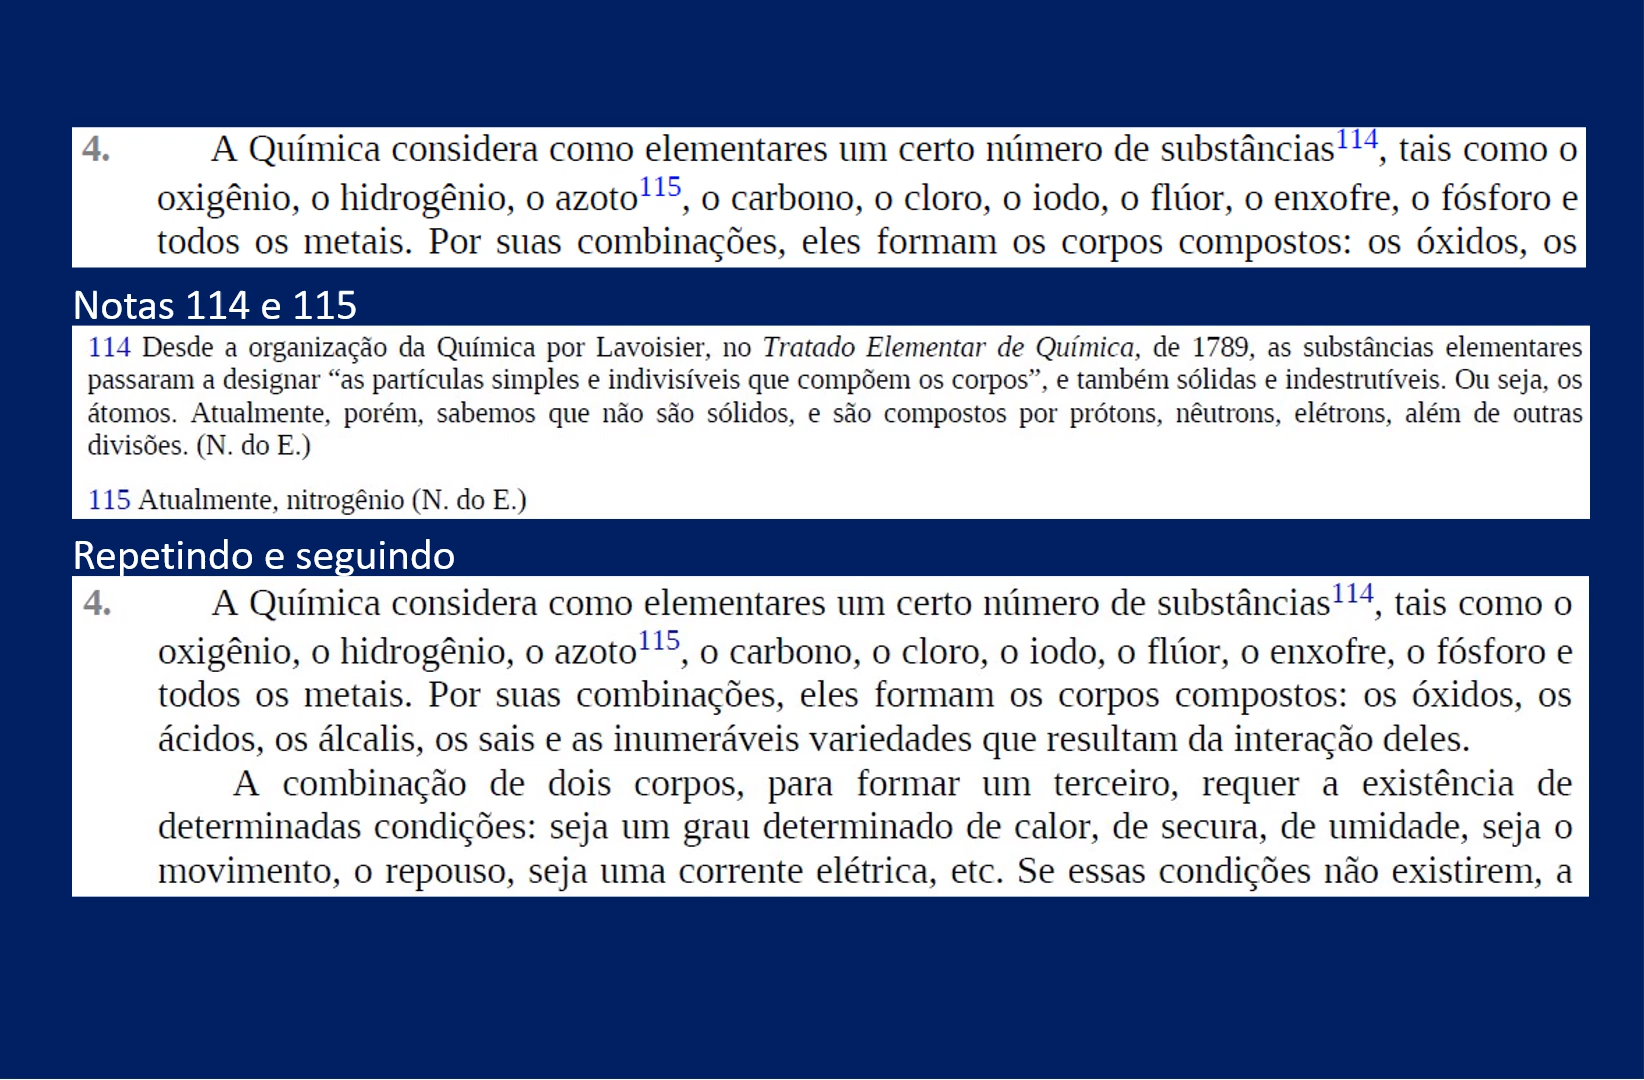 4. A Química considera como elementares um certo número de substâncias114, tais como o
oxigênio, o hidrogênio, o azoto115, o carbono, o cloro, o iodo, o flúor, o enxofre, o fósforo e
todos os metais. Por suas combinações, eles formam os corpos compostos: os óxidos, os
Notas 114 e 115
114 Desde a organização da Química por Lavoisier, no Tratado Elementar de Química, de 1789, as substâncias elementares
passaram a designar “as partículas simples e indivisíveis que compõem os corpos”, e também sólidas e indestrutíveis. Ou seja, os
átomos. Atualmente, porém, sabemos que não são sólidos, e são compostos por prótons, nêutrons, elétrons, além de outras
divisões. (N. do E.)
115 Atualmente, nitrogênio (N. do E.)
Repetindo e seguindo
4. A Química considera como elementares um certo número de substâncias114, tais como o
oxigênio, o hidrogênio, o azoto115, o carbono, o cloro, o iodo, o flúor, o enxofre, o fósforo e
todos os metais. Por suas combinações, eles formam os corpos compostos: os óxidos, os
ácidos, os álcalis, os sais e as inumeráveis variedades que resultam da interação deles.
A combinação de dois corpos, para formar um terceiro, requer a existência de
determinadas condições: seja um grau determinado de calor, de secura, de umidade, seja o
movimento, o repouso, seja uma corrente elétrica, etc. Se essas condições não existirem, a